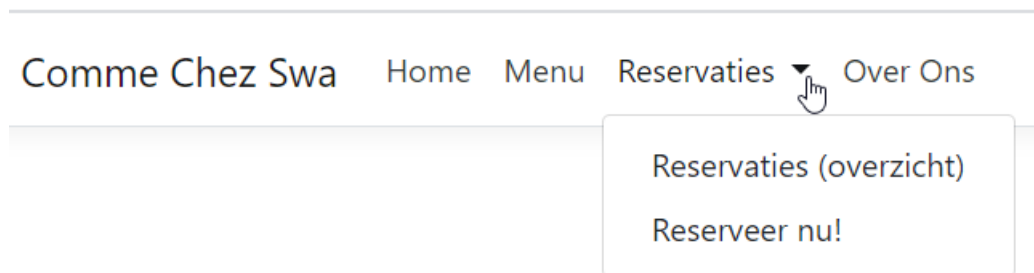 Comme Chez Swa Home Menu Reservaties Over Ons
Reservaties (overzicht)
Reserveer nu!